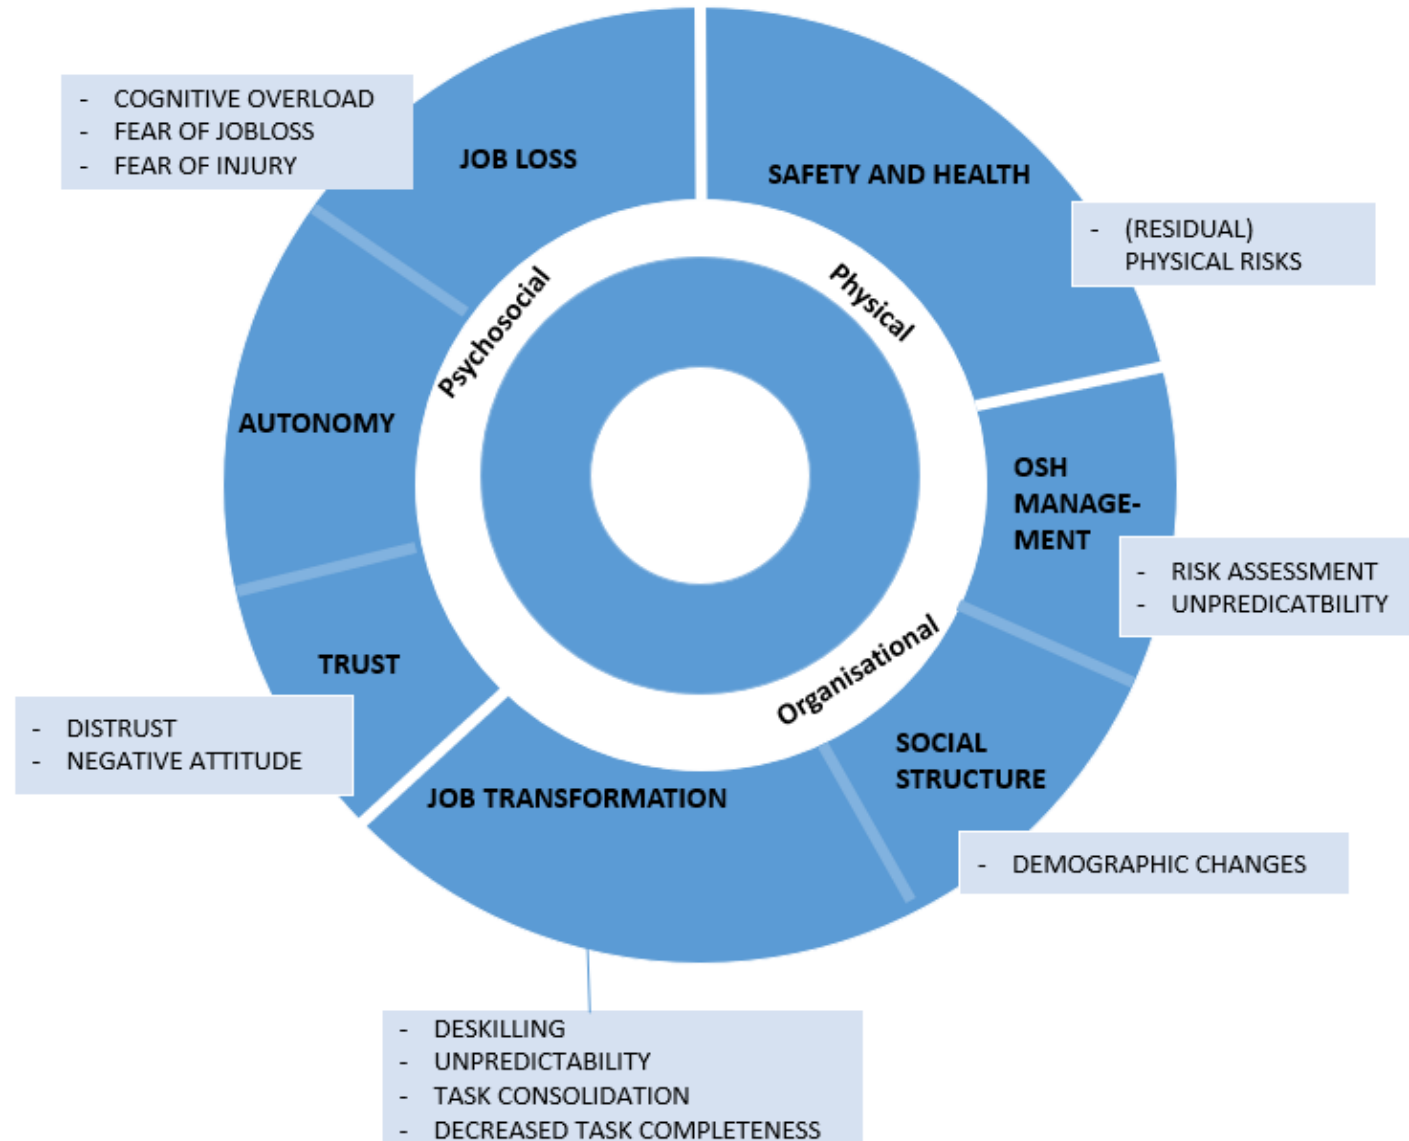 - COGNITIVE OVERLOAD
- FEAR OF JOBLOSS
- FEAR OF INJURY
JOB LOSS
SAFETY AND HEALTH
- (RESIDUAL)
PHYSICAL RISKS
Psychosocial
Physical
AUTONOMY
OSH
MANAGE-
MENT
- RISK ASSESSMENT
- UNPREDICATBILITY
Organisational
TRUST
- DISTRUST
- NEGATIVE ATTITUDE
SOCIAL
STRUCTURE
JOB TRANSFORMATION
- DEMOGRAPHIC CHANGES
- DESKILLING
- UNPREDICTABILITY
- TASK CONSOLIDATION
- DECREASED TASK COMPLETENESS